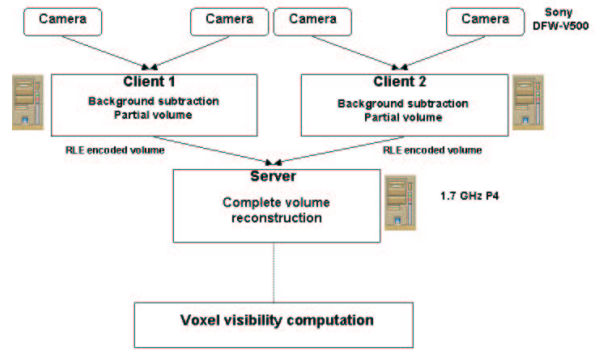 Camera
Camera
Camera
Camera
Sony
DFW-V500
Client 1
Background subtraction
Partial volume
Client 2
Background subtraction
Partial volume
RLE encoded volume
RLE encoded volume
Server
Complete volume
reconstruction
1.7 GHz P4
Voxel visibility computation